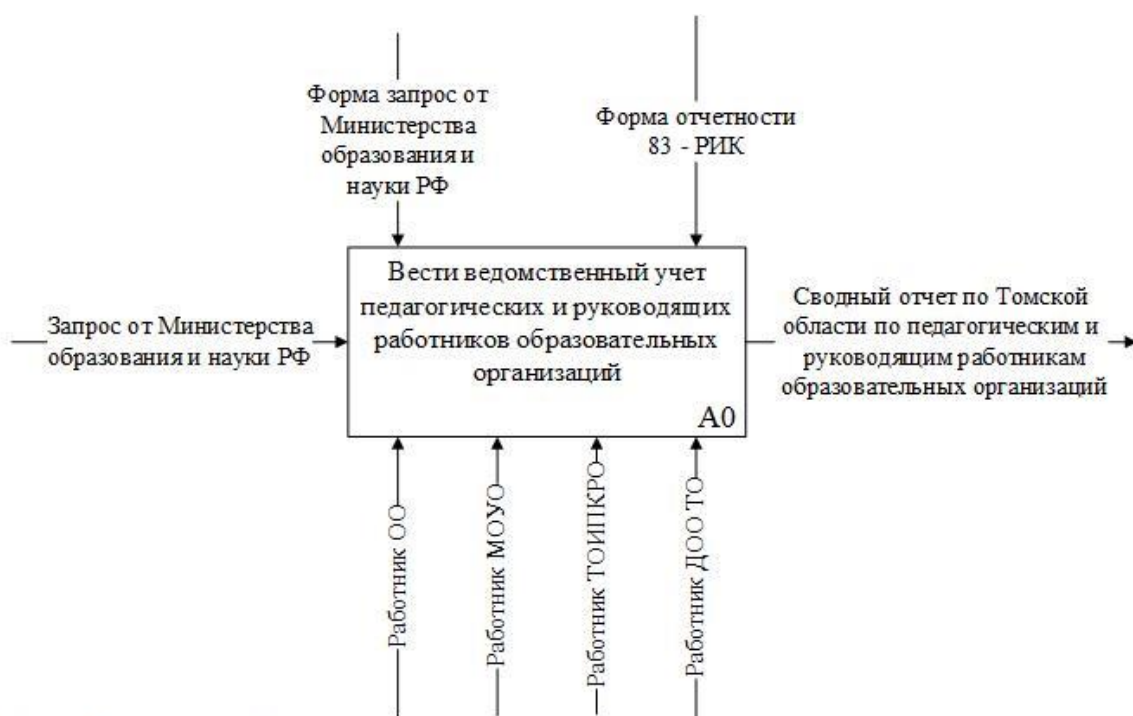 Форма запрос от
Министерства
образования и
науки РФ
Форма отчетности
83 - РИК
Запрос от Министерства
образования и науки РФ
Вести ведомственный учет
педагогических и руководящих
работников образовательных
организаций
A0
Сводный отчет по Томской
области по педагогическим и
руководящим работникам
образовательных организаций
Работник ОО
Работник МОУО
Работник ТОИПКРО
Работник ДОО ТО